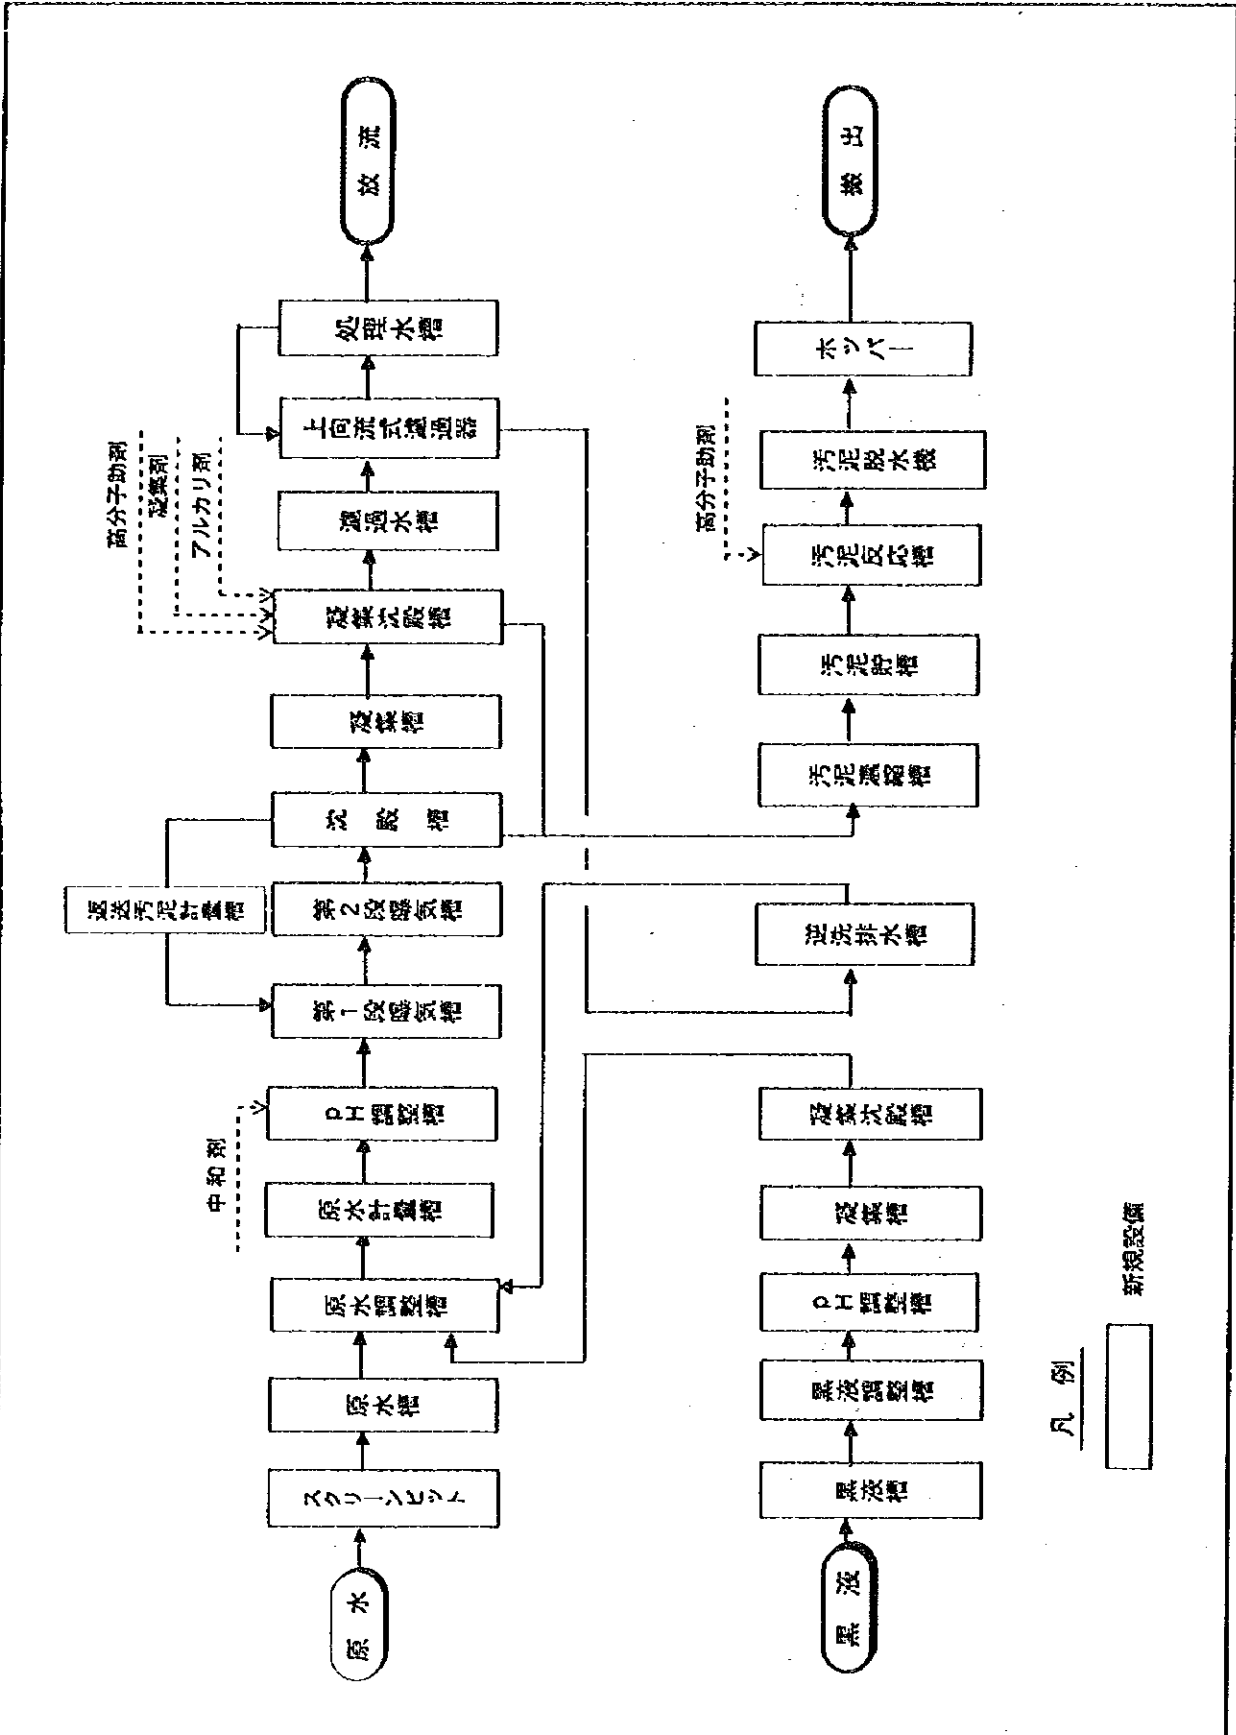 高分子助剤
凝集剤
アルカリ剤
中和剤
返送汚泥計量槽
原水
スクリーンピット
原水槽
原水調整槽
原水計量槽
pH調整槽
第1段曝気槽
第2段曝気槽
沈殿槽
凝集槽
凝集沈殿槽
濾過水槽
上向流式濾過器
処理水槽
放流
高分子助剤
黒液
黒液槽
黒液調整槽
pH調整槽
凝集槽
凝集沈殿槽
逆洗排水槽
汚泥濃縮槽
汚泥貯槽
汚泥反応槽
汚泥脱水機
ホッパー
搬出
凡例
新規設備